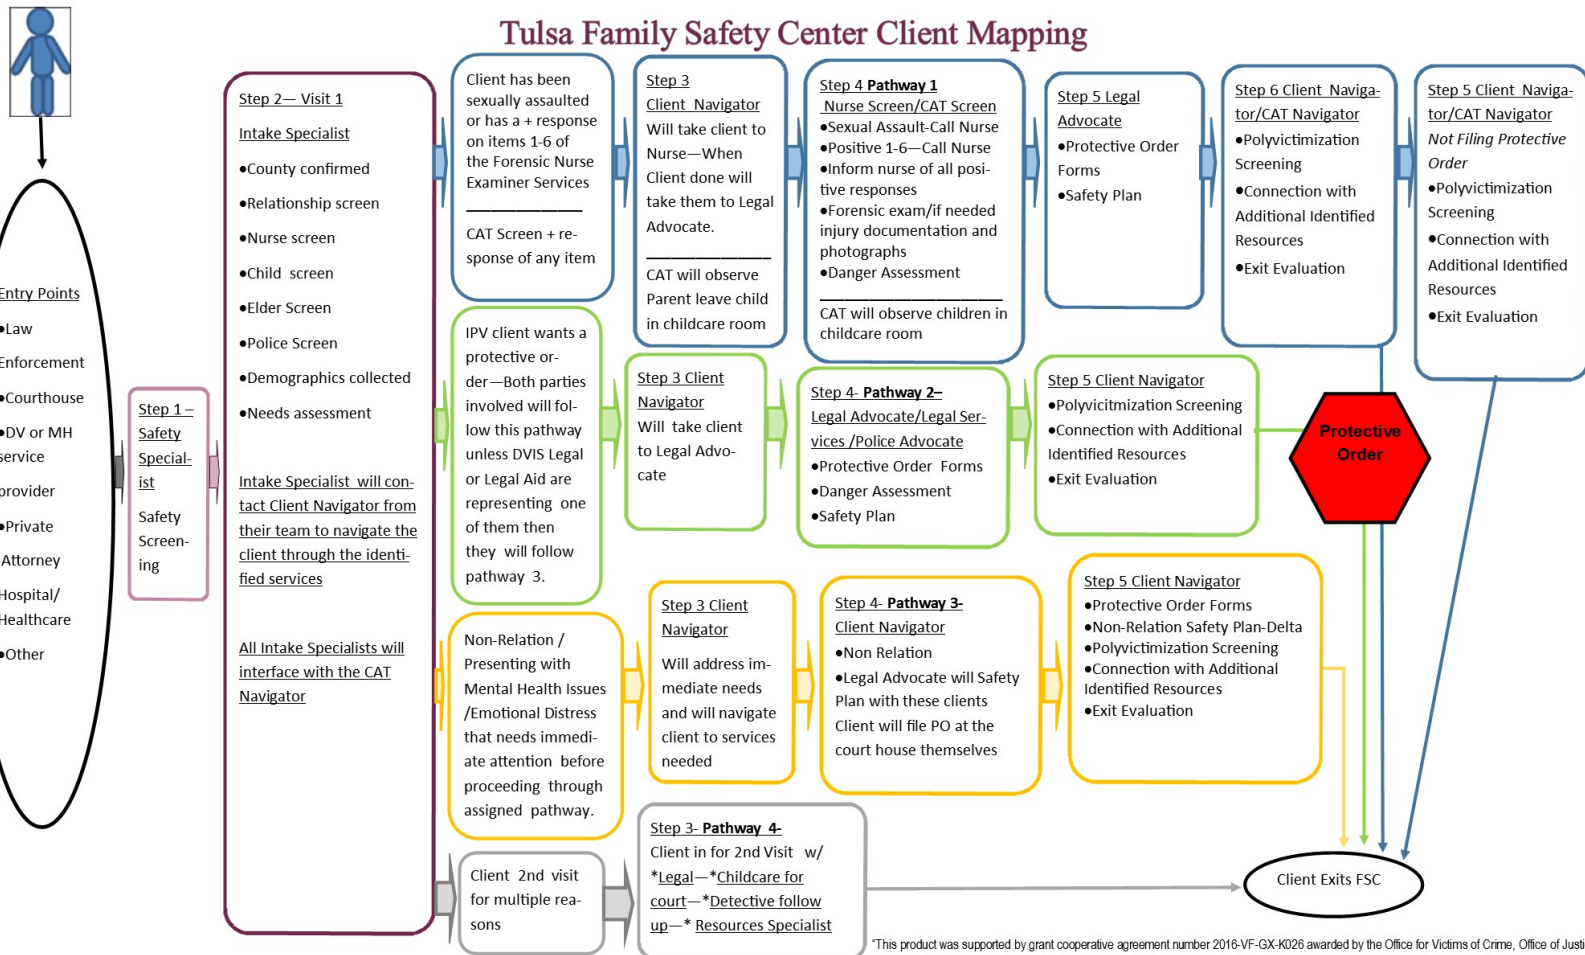 Tulsa Family Safety Center Client Mapping
Entry Points
•Law
Enforcement
•Courthouse
•DV or MH
service
provider
•Private
Attorney
Hospital/
Healthcare
•Other
Step 1 –
Safety
Special-
ist
Safety
Screen-
ing
Step 2— Visit 1
Intake Specialist
•County confirmed
•Relationship screen
•Nurse screen
•Child screen
•Elder Screen
•Police Screen
•Demographics collected
•Needs assessment
Intake Specialist will con-
tact Client Navigator from
their team to navigate the
client through the identi-
fied services
All Intake Specialists will
interface with the CAT
Navigator
Client has been
sexually assaulted
or has a + response
on items 1-6 of
the Forensic Nurse
Examiner Services
CAT Screen + re-
sponse of any item
Step 3
Client Navigator
Will take client to
Nurse—When
Client done will
take them to Legal
Advocate.
CAT will observe
Parent leave child
in childcare room
Step 4 Pathway 1
Nurse Screen/CAT Screen
•Sexual Assault-Call Nurse
•Positive 1-6—Call Nurse
•Inform nurse of all posi-
tive responses
•Forensic exam/if needed
injury documentation and
photographs
•Danger Assessment
CAT will observe children in
childcare room
Step 5 Legal
Advocate
•Protective Order
Forms
•Safety Plan
Step 6 Client Naviga-
tor/CAT Navigator
•Polyvictimization
Screening
•Connection with
Additional Identified
Resources
•Exit Evaluation
Step 5 Client Naviga-
tor/CAT Navigator
Not Filing Protective
Order
•Polyvictimization
Screening
•Connection with
Additional Identified
Resources
•Exit Evaluation
IPV client wants a
protective or-
der—Both parties
involved will fol-
low this pathway
unless DVIS Legal
or Legal Aid are
representing one
of them then
they will follow
pathway 3.
Step 3 Client
Navigator
Will take client
to Legal Advo-
cate
Step 4- Pathway 2–
Legal Advocate/Legal Ser-
vices /Police Advocate
•Protective Order Forms
•Danger Assessment
•Safety Plan
Step 5 Client Navigator
•Polyvicitmization Screening
•Connection with Additional
Identified Resources
•Exit Evaluation
Protective
Order
Non-Relation /
Presenting with
Mental Health Issues
/Emotional Distress
that needs immedi-
ate attention before
proceeding through
assigned pathway.
Step 3 Client
Navigator
Will address im-
mediate needs
and will navigate
client to services
needed
Step 4- Pathway 3-
Client Navigator
•Non Relation
•Legal Advocate will Safety
Plan with these clients
Client will file PO at the
court house themselves
Step 5 Client Navigator
•Protective Order Forms
•Non-Relation Safety Plan-Delta
•Polyvictimization Screening
•Connection with Additional
Identified Resources
•Exit Evaluation
Client 2nd visit
for multiple rea-
sons
Step 3- Pathway 4-
Client in for 2nd Visit w/
*Legal—*Childcare for
court—*Detective follow
up—* Resources Specialist
Client Exits FSC
"This product was supported by grant cooperative agreement number 2016-VF-GX-K026 awarded by the Office for Victims of Crime, Office of Justi